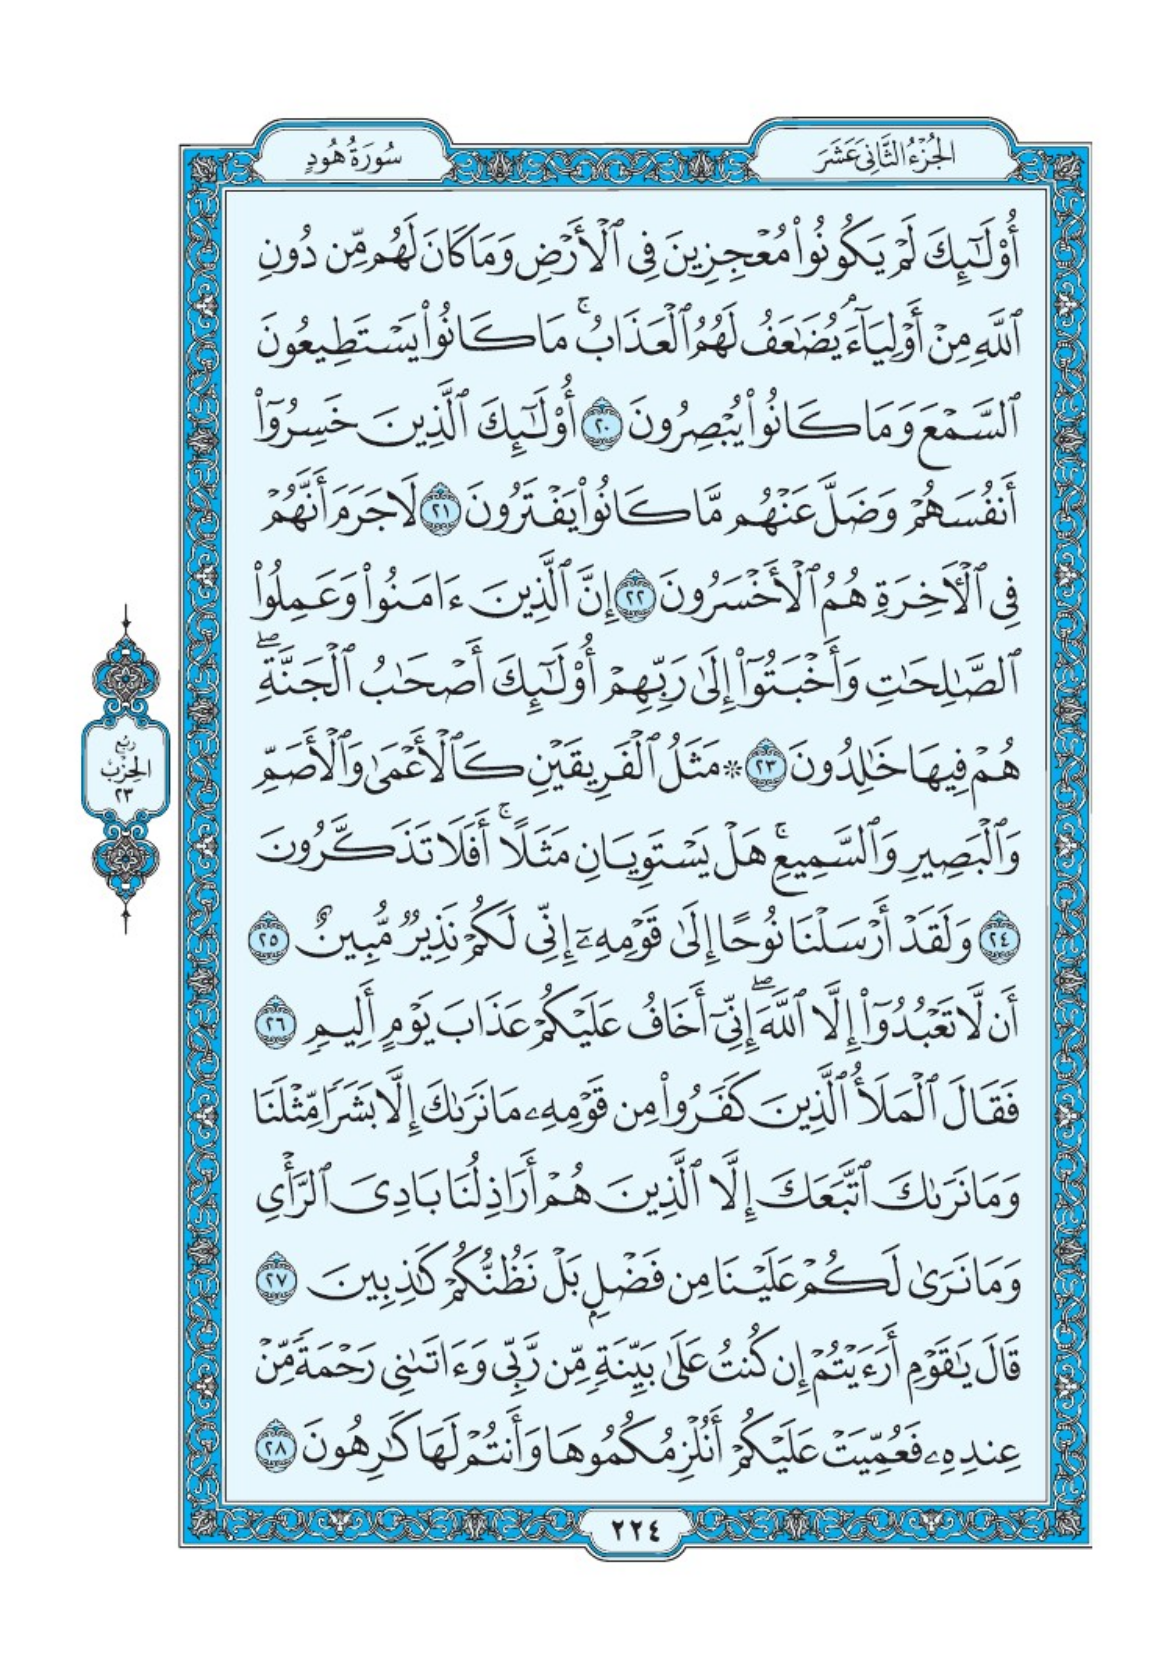 الجُزْءُ الثَّانِي عَشَرَ
سُورَةُ هُودٍ
أُوْلَٰٓئِكَ لَمۡ يَكُونُواْ مُعۡجِزِينَ فِي ٱلۡأَرۡضِ وَمَا كَانَ لَهُم مِّن دُونِ
ٱللَّهِ مِنۡ أَوۡلِيَآءَۘ يُضَٰعَفُ لَهُمُ ٱلۡعَذَابُۚ مَا كَانُواْ يَسۡتَطِيعُونَ
ٱلسَّمۡعَ وَمَا كَانُواْ يُبۡصِرُونَ ٢٠ أُوْلَٰٓئِكَ ٱلَّذِينَ خَسِرُوٓاْ
أَنفُسَهُمۡ وَضَلَّ عَنۡهُم مَّا كَانُواْ يَفۡتَرُونَ ٢١ لَا جَرَمَ أَنَّهُمۡ
فِي ٱلۡأٓخِرَةِ هُمُ ٱلۡأَخۡسَرُونَ ٢٢ إِنَّ ٱلَّذِينَ ءَامَنُواْ وَعَمِلُواْ
ٱلصَّٰلِحَٰتِ وَأَخۡبَتُوٓاْ إِلَىٰ رَبِّهِمۡ أُوْلَٰٓئِكَ أَصۡحَٰبُ ٱلۡجَنَّةِۖ
هُمۡ فِيهَا خَٰلِدُونَ ٢٣ ۞ مَثَلُ ٱلۡفَرِيقَيۡنِ كَٱلۡأَعۡمَىٰ وَٱلۡأَصَمِّ
وَٱلۡبَصِيرِ وَٱلسَّمِيعِۚ هَلۡ يَسۡتَوِيَانِ مَثَلًاۚ أَفَلَا تَذَكَّرُونَ
٢٤ وَلَقَدۡ أَرۡسَلۡنَا نُوحًا إِلَىٰ قَوۡمِهِۦٓ إِنِّي لَكُمۡ نَذِيرٞ مُّبِينٌ ٢٥
أَن لَّا تَعۡبُدُوٓاْ إِلَّا ٱللَّهَۖ إِنِّيٓ أَخَافُ عَلَيۡكُمۡ عَذَابَ يَوۡمٍ أَلِيمٖ ٢٦
فَقَالَ ٱلۡمَلَأُ ٱلَّذِينَ كَفَرُواْ مِن قَوۡمِهِۦ مَا نَرَىٰكَ إِلَّا بَشَرٗا مِّثۡلَنَا
وَمَا نَرَىٰكَ ٱتَّبَعَكَ إِلَّا ٱلَّذِينَ هُمۡ أَرَاذِلُنَا بَادِيَ ٱلرَّأۡيِ
وَمَا نَرَىٰ لَكُمۡ عَلَيۡنَا مِن فَضۡلِۭ بَلۡ نَظُنُّكُمۡ كَٰذِبِينَ ٢٧
قَالَ يَٰقَوۡمِ أَرَءَيۡتُمۡ إِن كُنتُ عَلَىٰ بَيِّنَةٖ مِّن رَّبِّي وَءَاتَىٰنِي رَحۡمَةٗ مِّنۡ
عِندِهِۦ فَعُمِّيَتۡ عَلَيۡكُمۡ أَنُلۡزِمُكُمُوهَا وَأَنتُمۡ لَهَا كَٰرِهُونَ ٢٨
رُبْعُ
الحِزْبِ
٢٣
٢٢٤